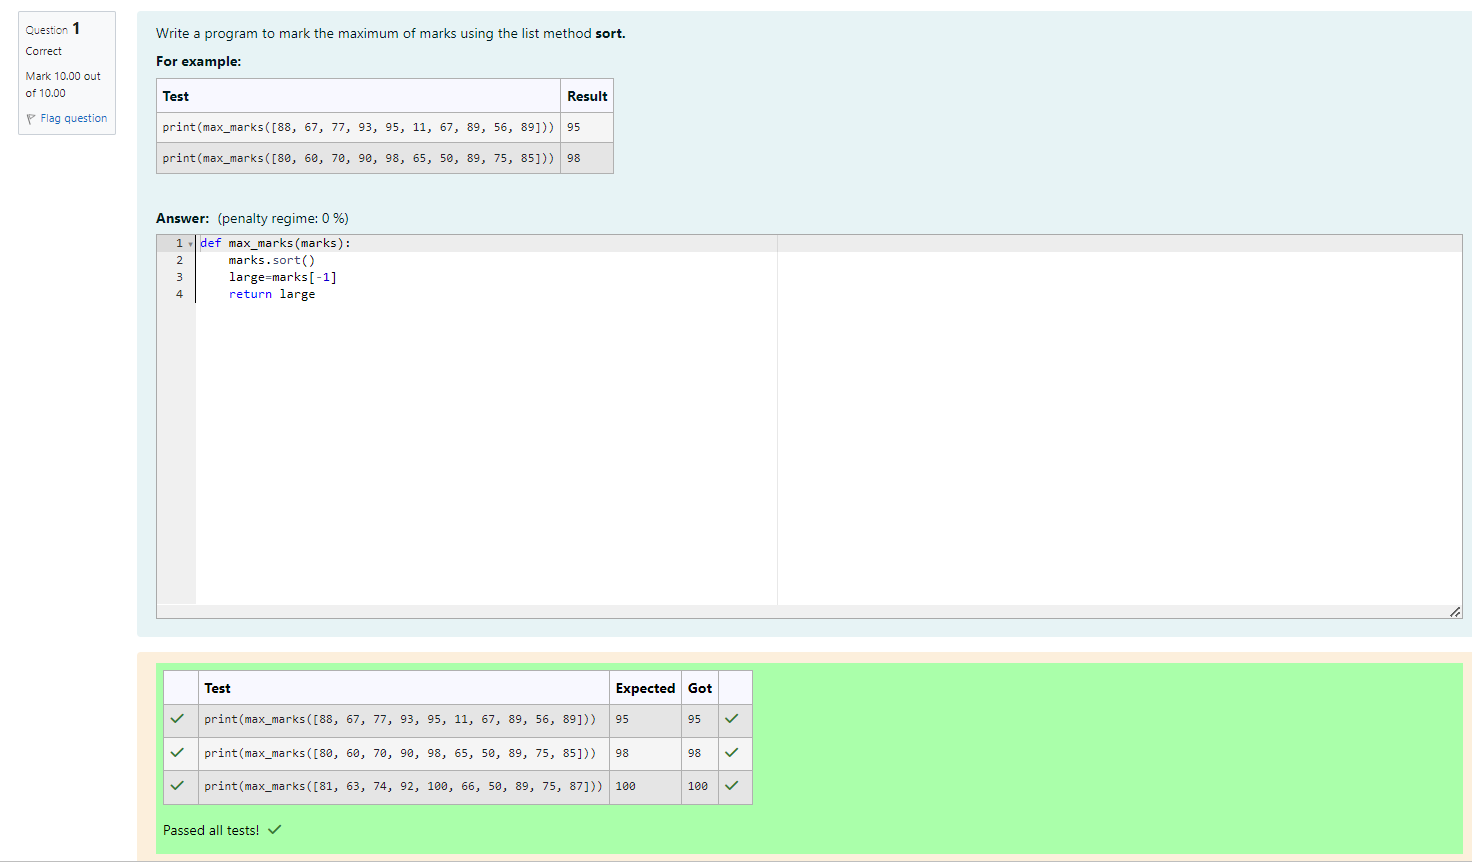 Question 1
Correct
Mark 10.00 out
of 10.00
Flag question
Write a program to mark the maximum of marks using the list method sort.
For example:
Test Result
print(max_marks([88, 67, 77, 93, 95, 11, 67, 89, 56, 89])) 95
print(max_marks([80, 60, 70, 90, 98, 65, 50, 89, 75, 85])) 98
Answer: (penalty regime: 0 %)
1 def max_marks(marks):
2 marks.sort()
3 large=marks[-1]
4 return large
Test Expected Got
print(max_marks([88, 67, 77, 93, 95, 11, 67, 89, 56, 89])) 95 95
print(max_marks([80, 60, 70, 90, 98, 65, 50, 89, 75, 85])) 98 98
print(max_marks([81, 63, 74, 92, 100, 66, 50, 89, 75, 87])) 100 100
Passed all tests!